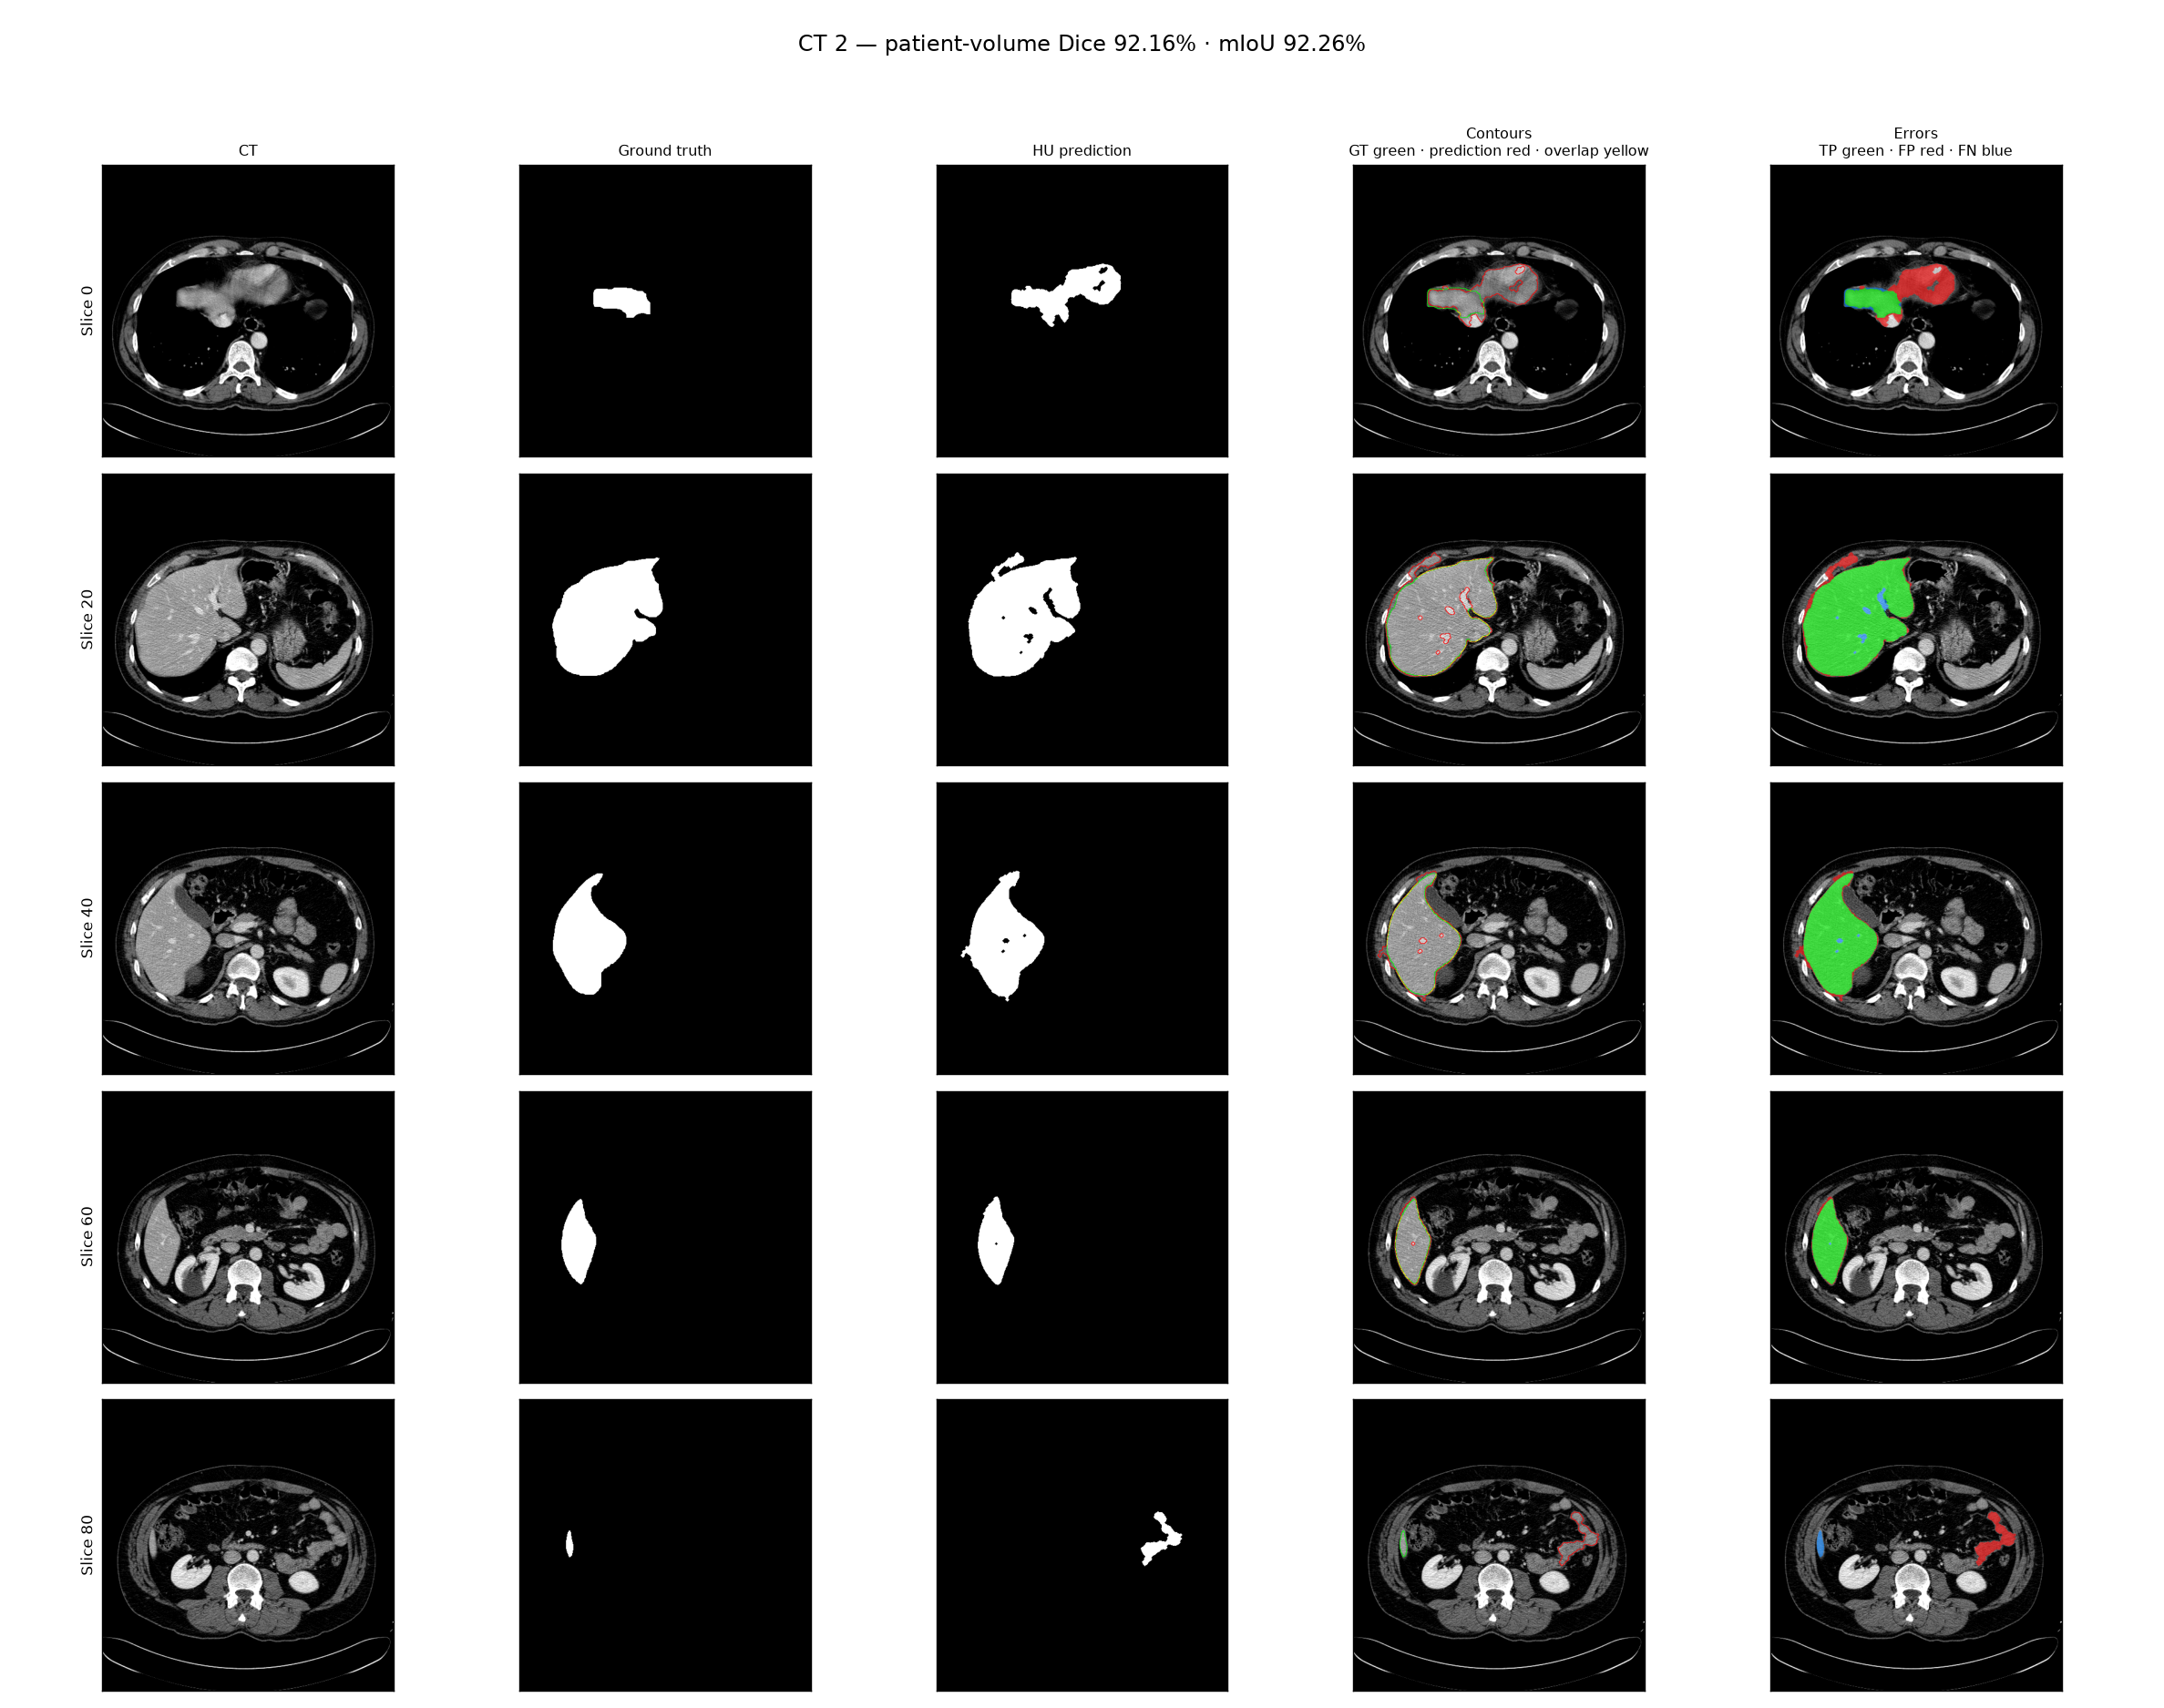 CT 2 — patient-volume Dice 92.16% · mIoU 92.26%
CT
Ground truth
HU prediction
Contours
GT green · prediction red · overlap yellow
Errors
TP green · FP red · FN blue
Slice 0
Slice 20
Slice 40
Slice 60
Slice 80